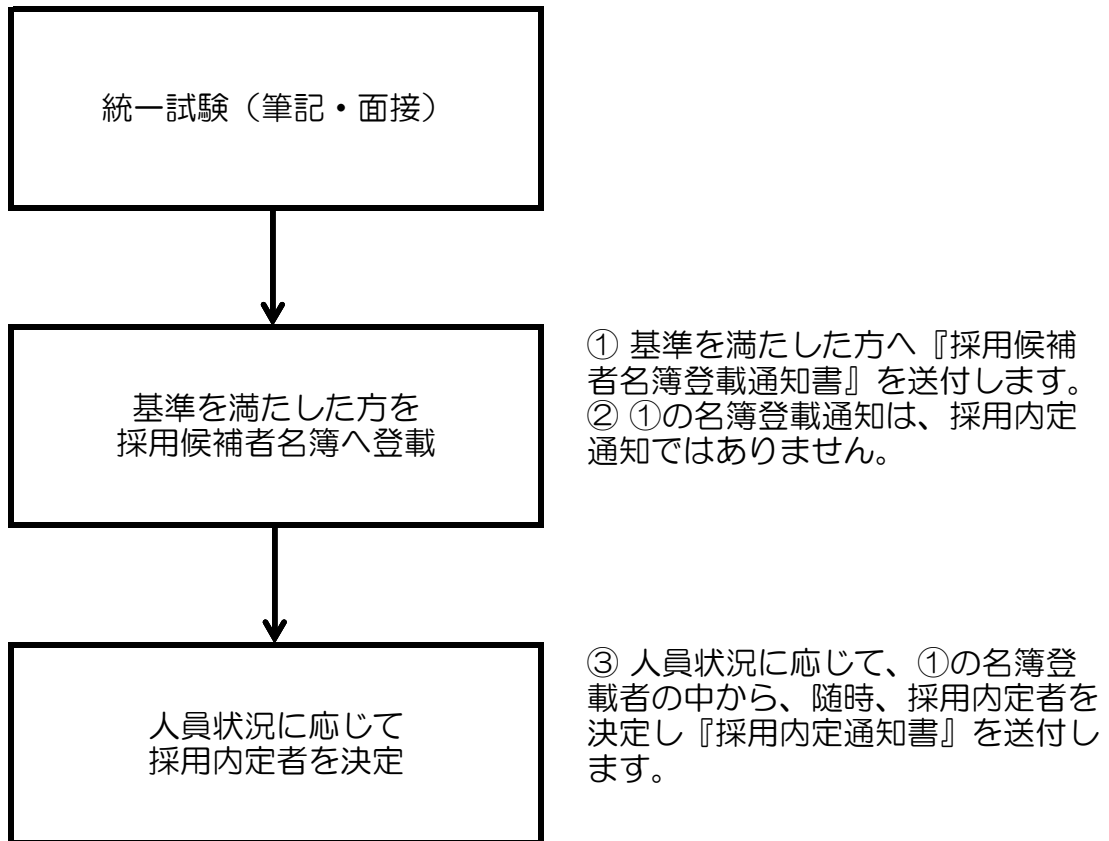 統一試験（筆記・面接）
基準を満たした方を
採用候補者名簿へ登載
① 基準を満たした方へ『採用候補
者名簿登載通知書』を送付します。
② ①の名簿登載通知は、採用内定
通知ではありません。
人員状況に応じて
採用内定者を決定
③ 人員状況に応じて、①の名簿登
載者の中から、随時、採用内定者を
決定し『採用内定通知書』を送付し
ます。